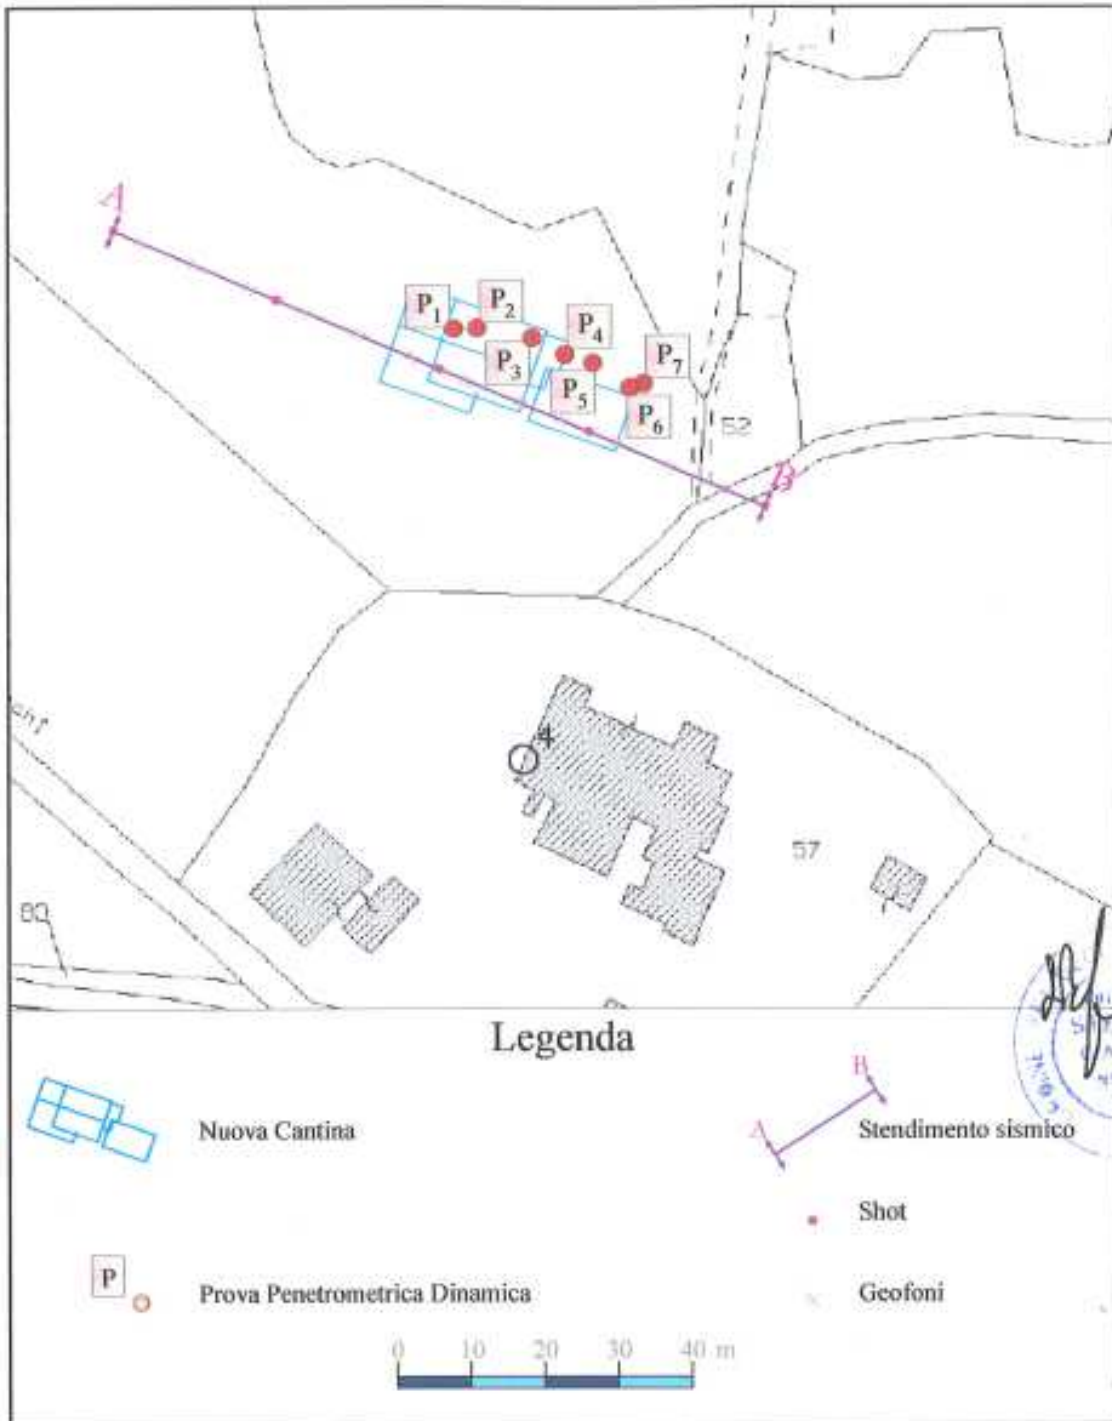 A
P1
P2
P3
P4
P5
P6
P7
52
B
4
57
80
Legenda
Nuova Cantina
A
B
Stendimento sismico
Shot
P
Prova Penetrometrica Dinamica
Geofoni
0 10 20 30 40 m